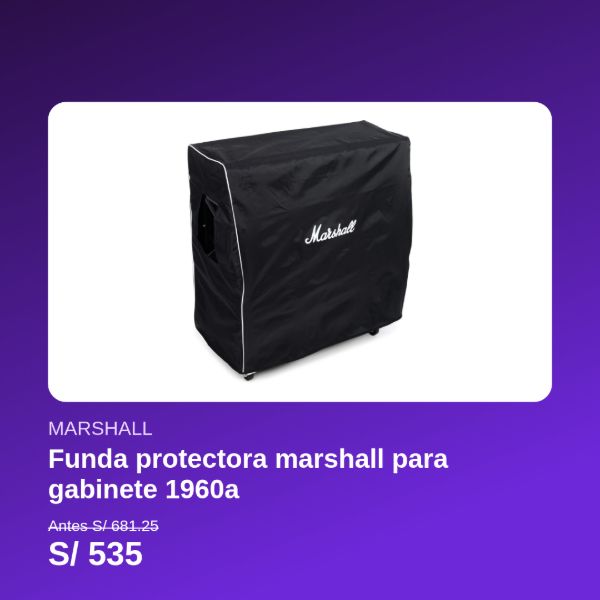 Marshall
MARSHALL
Funda protectora marshall para
gabinete 1960a
Antes S/ 681.25
S/ 535